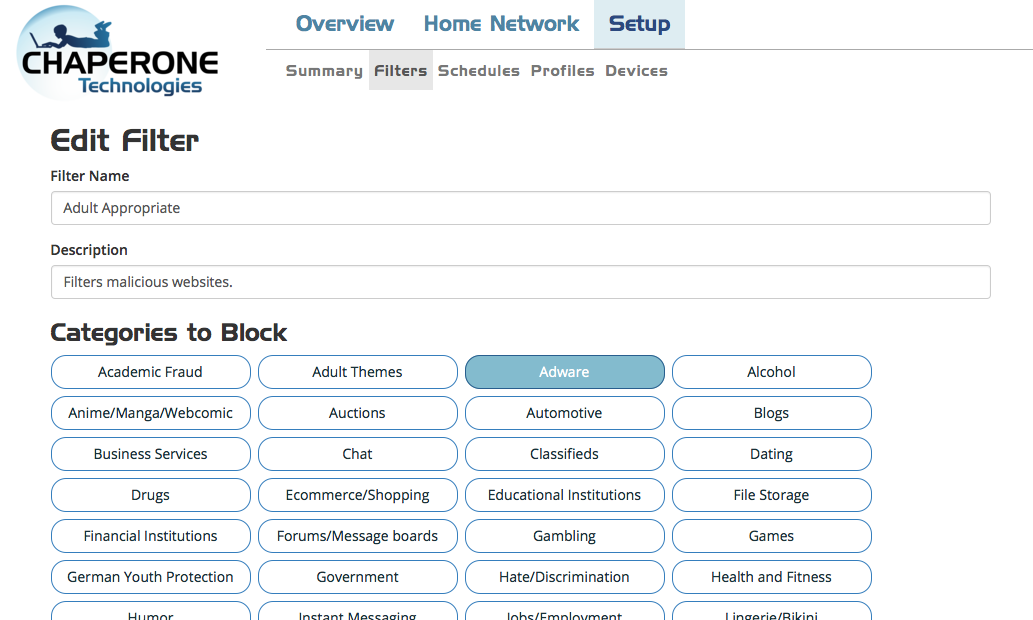 CHAPERONE
Technologies
Overview Home Network Setup
Summary Filters Schedules Profiles Devices
Edit Filter
Filter Name
Adult Appropriate
Description
Filters malicious websites.
Categories to Block
Academic Fraud Adult Themes Adware Alcohol
Anime/Manga/Webcomic Auctions Automotive Blogs
Business Services Chat Classifieds Dating
Drugs Ecommerce/Shopping Educational Institutions File Storage
Financial Institutions Forums/Message boards Gambling Games
German Youth Protection Government Hate/Discrimination Health and Fitness
Humor Instant Messaging Jobs/Employment Lingerie/Bikini